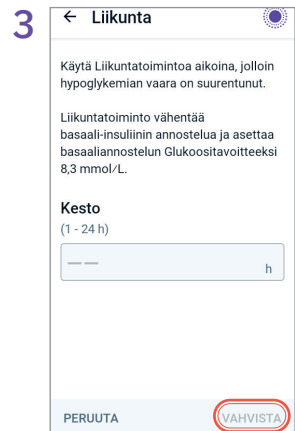 3
← Liikunta
Käytä Liikuntatoimintoa aikoina, jolloin
hypoglykemian vaara on suurentunut.
Liikuntatoiminto vähentää
basaali-insuliinin annostelua ja asettaa
basaaliannostelun Glukoositavoitteeksi
8,3 mmol/L.
Kesto
(1 - 24 h)
–– h
PERUUTA VAHVISTA